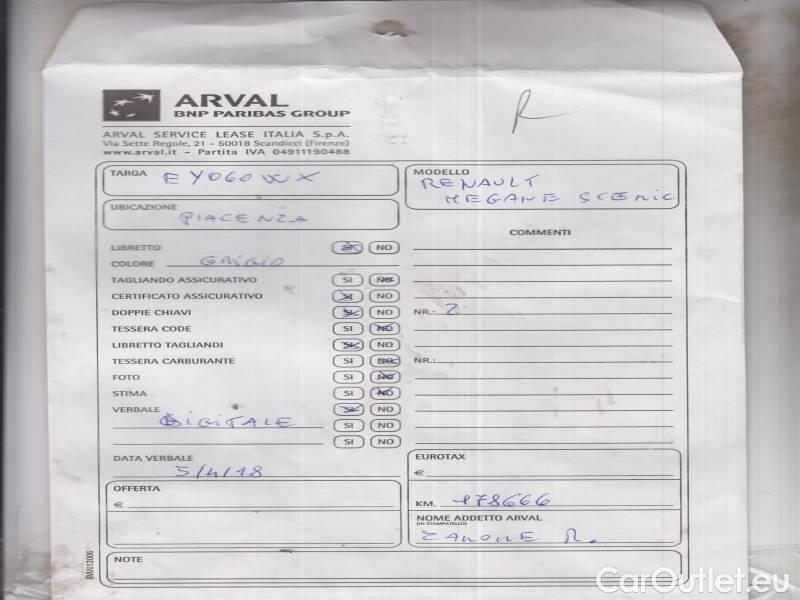 ARVAL
BNP PARIBAS GROUP
ARVAL SERVICE LEASE ITALIA S.p.A.
Via Sette Regole, 21 - 50018 Scandicci (Firenze)
www.arval.it - Partita IVA 04911190488
R
TARGA EY060WX
MODELLO RENAULT
MEGANE SCENIC
UBICAZIONE
PIACENZA
COMMENTI
LIBRETTO SI NO
COLORE GRIGIO
TAGLIANDO ASSICURATIVO SI NO
CERTIFICATO ASSICURATIVO SI NO
DOPPIE CHIAVI SI NO NR.: 2
TESSERA CODE SI NO
LIBRETTO TAGLIANDI SI NO
TESSERA CARBURANTE SI NO NR.:
FOTO SI NO
STIMA SI NO
VERBALE SI NO
DIGITALE SI NO
SI NO
DATA VERBALE
5/4/18
EUROTAX
€
OFFERTA
€
KM. 178666
NOME ADDETTO ARVAL
(IN STAMPATELLO)
ZANONE R.
NOTE
CarOutlet.eu